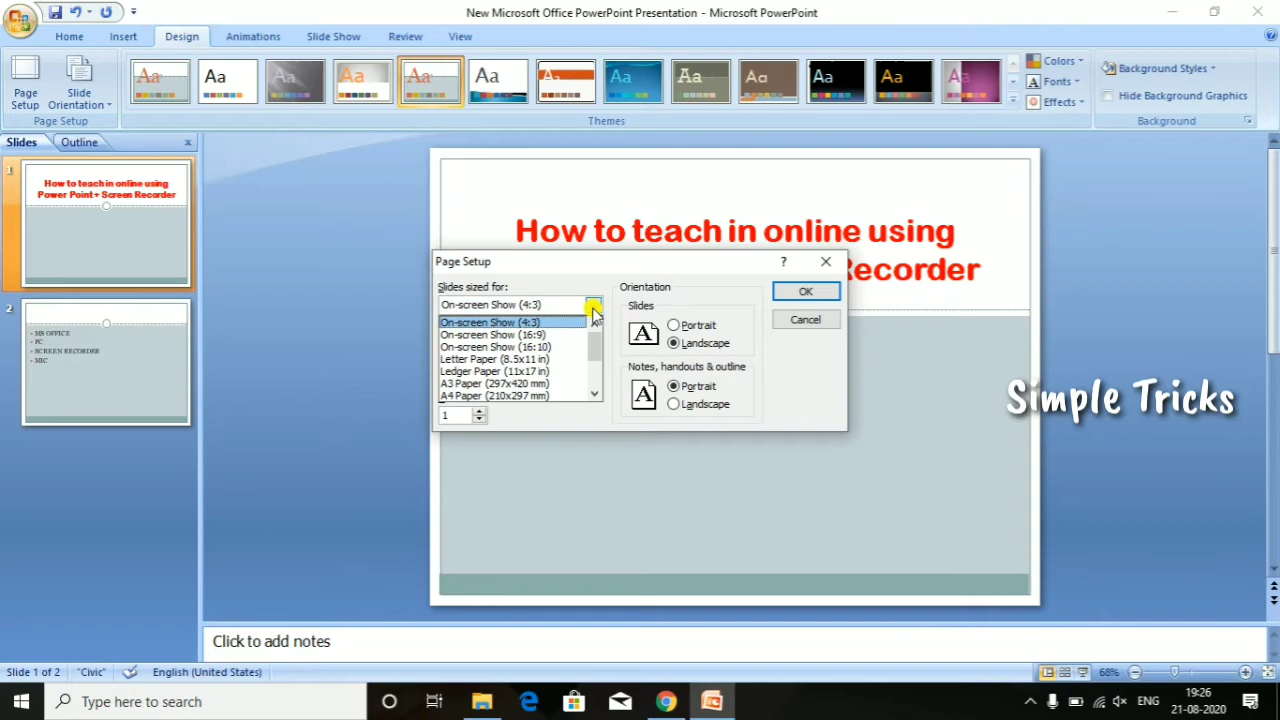 New Microsoft Office PowerPoint Presentation - Microsoft PowerPoint
Home Insert Design Animations Slide Show Review View
Page Setup
Slide Orientation
Page Setup
Aa Aa Aa Aa Aa Aa Aa Aa Aa Aa Aa Aa Aa
Themes
Colors
Fonts
Effects
Background Styles
Hide Background Graphics
Background
Slides Outline
1
How to teach in online using
Power Point + Screen Recorder
2
MS OFFICE
PC
SCREEN RECORDER
MIC
How to teach in online using
Recorder
Page Setup ?
Slides sized for:
On-screen Show (4:3)
On-screen Show (4:3)
On-screen Show (16:9)
On-screen Show (16:10)
Letter Paper (8.5x11 in)
Ledger Paper (11x17 in)
A3 Paper (297x420 mm)
A4 Paper (210x297 mm)
1
Orientation
Slides
A
Portrait
Landscape
Notes, handouts & outline
A
Portrait
Landscape
OK
Cancel
Simple Tricks
Click to add notes
Slide 1 of 2 "Civic" English (United States) 68%
Type here to search
ENG
19:26
21-08-2020